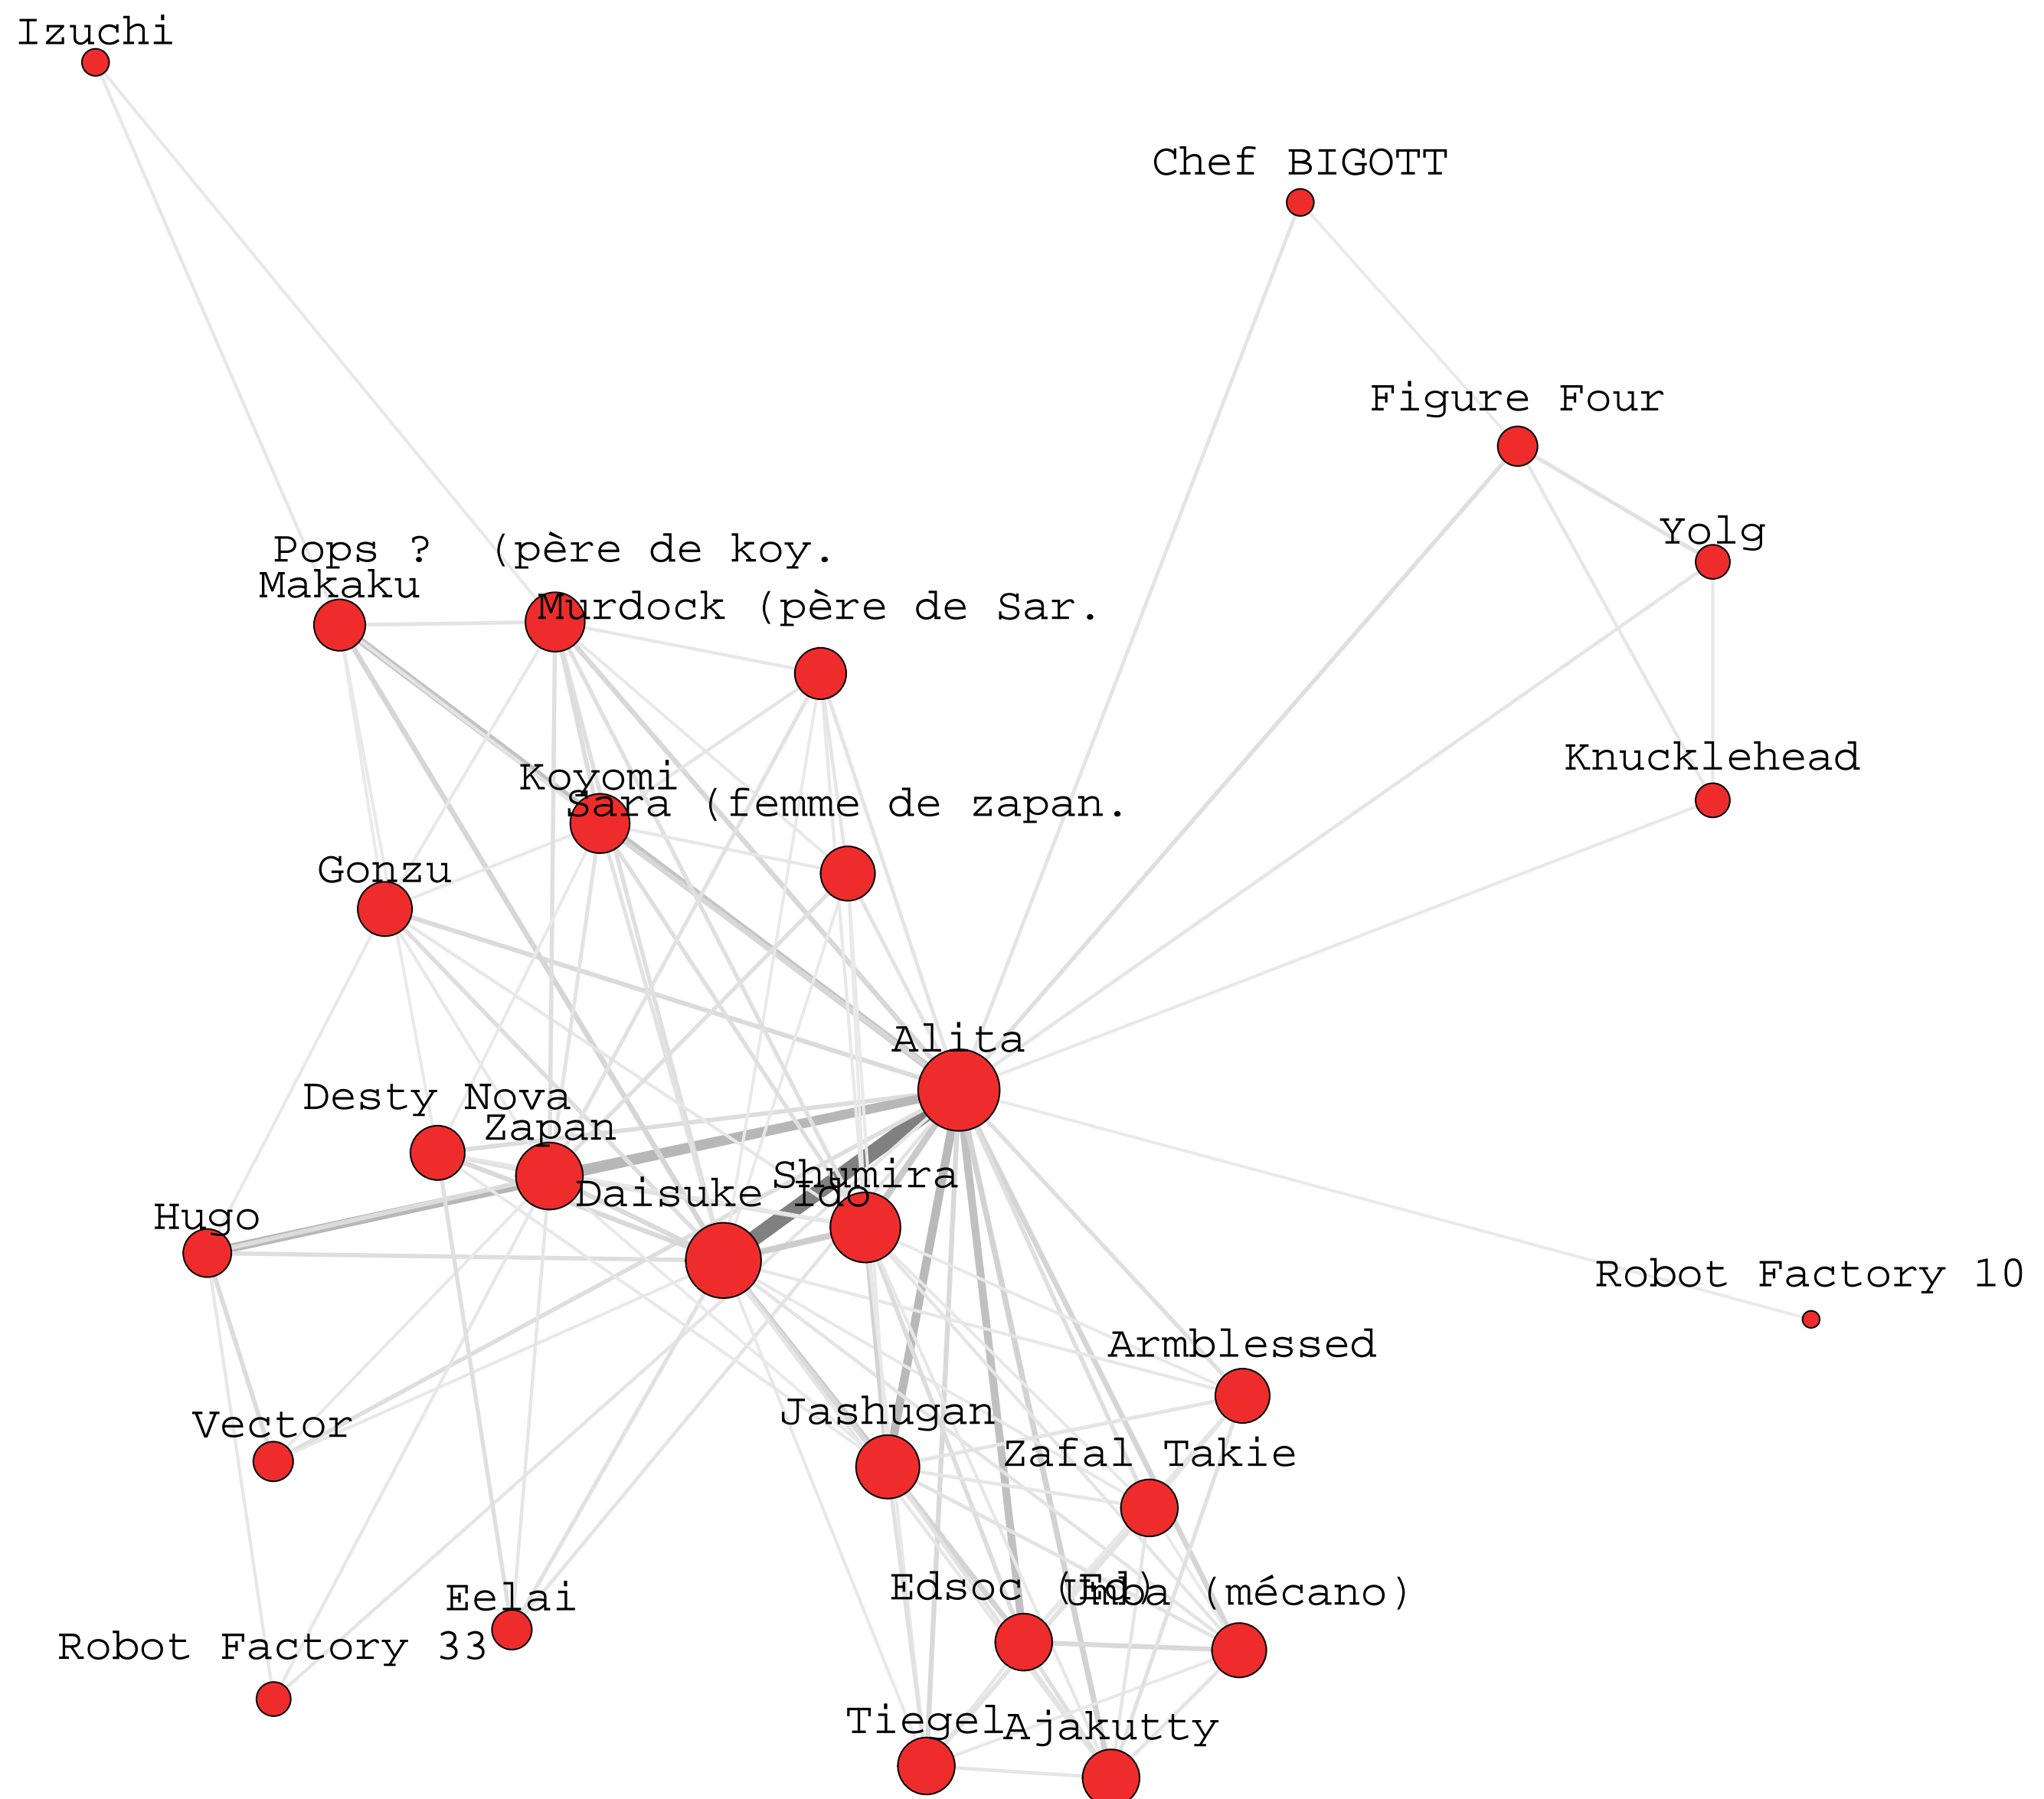 Izuchi
Chef BIGOTT
Figure Four
Yolg
Pops ?  (père de koy.
Makaku
Murdock (père de Sar.
Knucklehead
Koyomi
Sara (femme de zapan.
Gonzu
Alita
Desty Nova
Zapan
Shumira
Daisuke Ido
Hugo
Robot Factory 10
Armblessed
Jashugan
Vector
Zafal Takie
Edsoc (Ed)
Umba (mécano)
Eelai
Robot Factory 33
Tiegel
Ajakutty